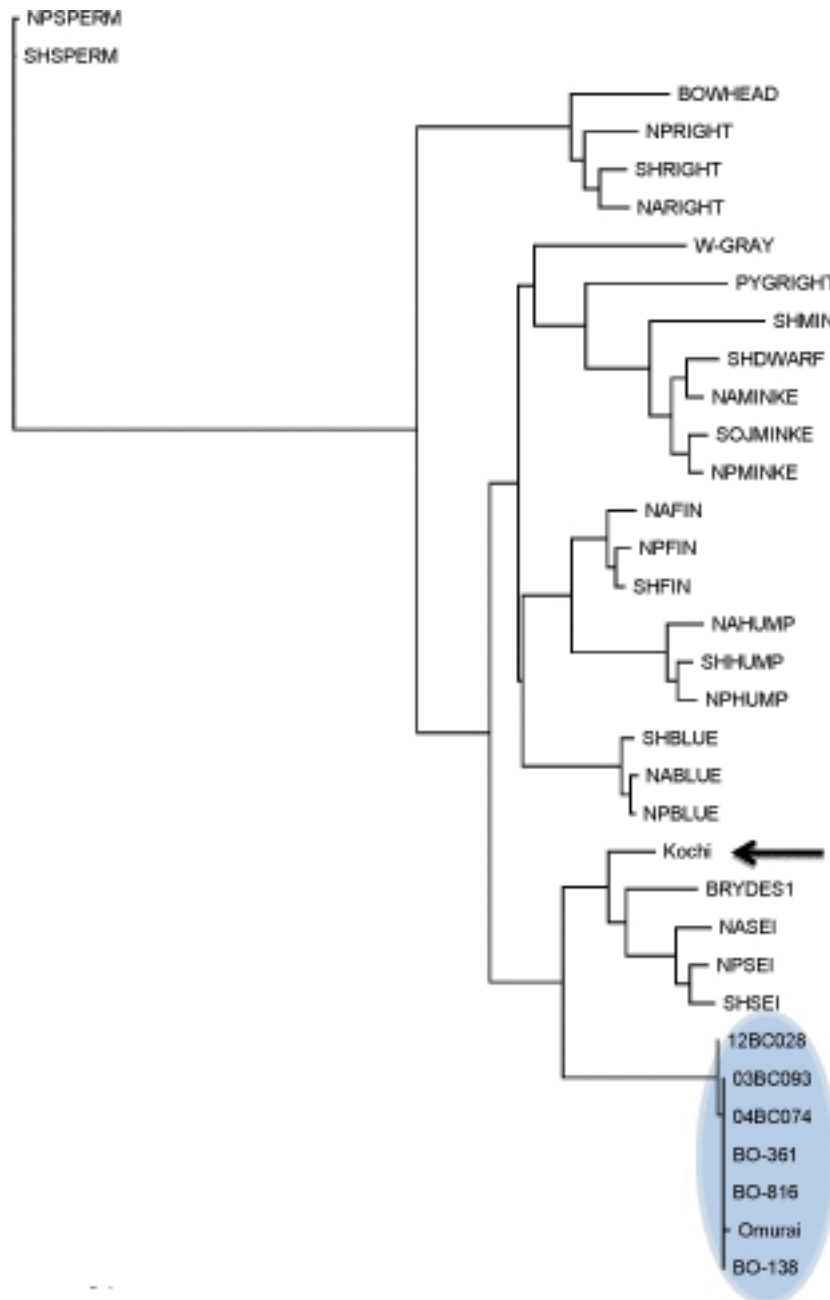 NPSPERM
SHSPERM
BOWHEAD
NPRIGHT
SHRIGHT
NARIGHT
W-GRAY
PYGRIGHT
SHMIN
SHDWARF
NAMINKE
SOJMINKE
NPMINKE
NAFIN
NPFIN
SHFIN
NAHUMP
SHHUMP
NPHUMP
SHBLUE
NABLUE
NPBLUE
Kochi
BRYDES1
NASEI
NPSEI
SHSEI
12BC028
03BC093
04BC074
BO-361
BO-816
Omurai
BO-138